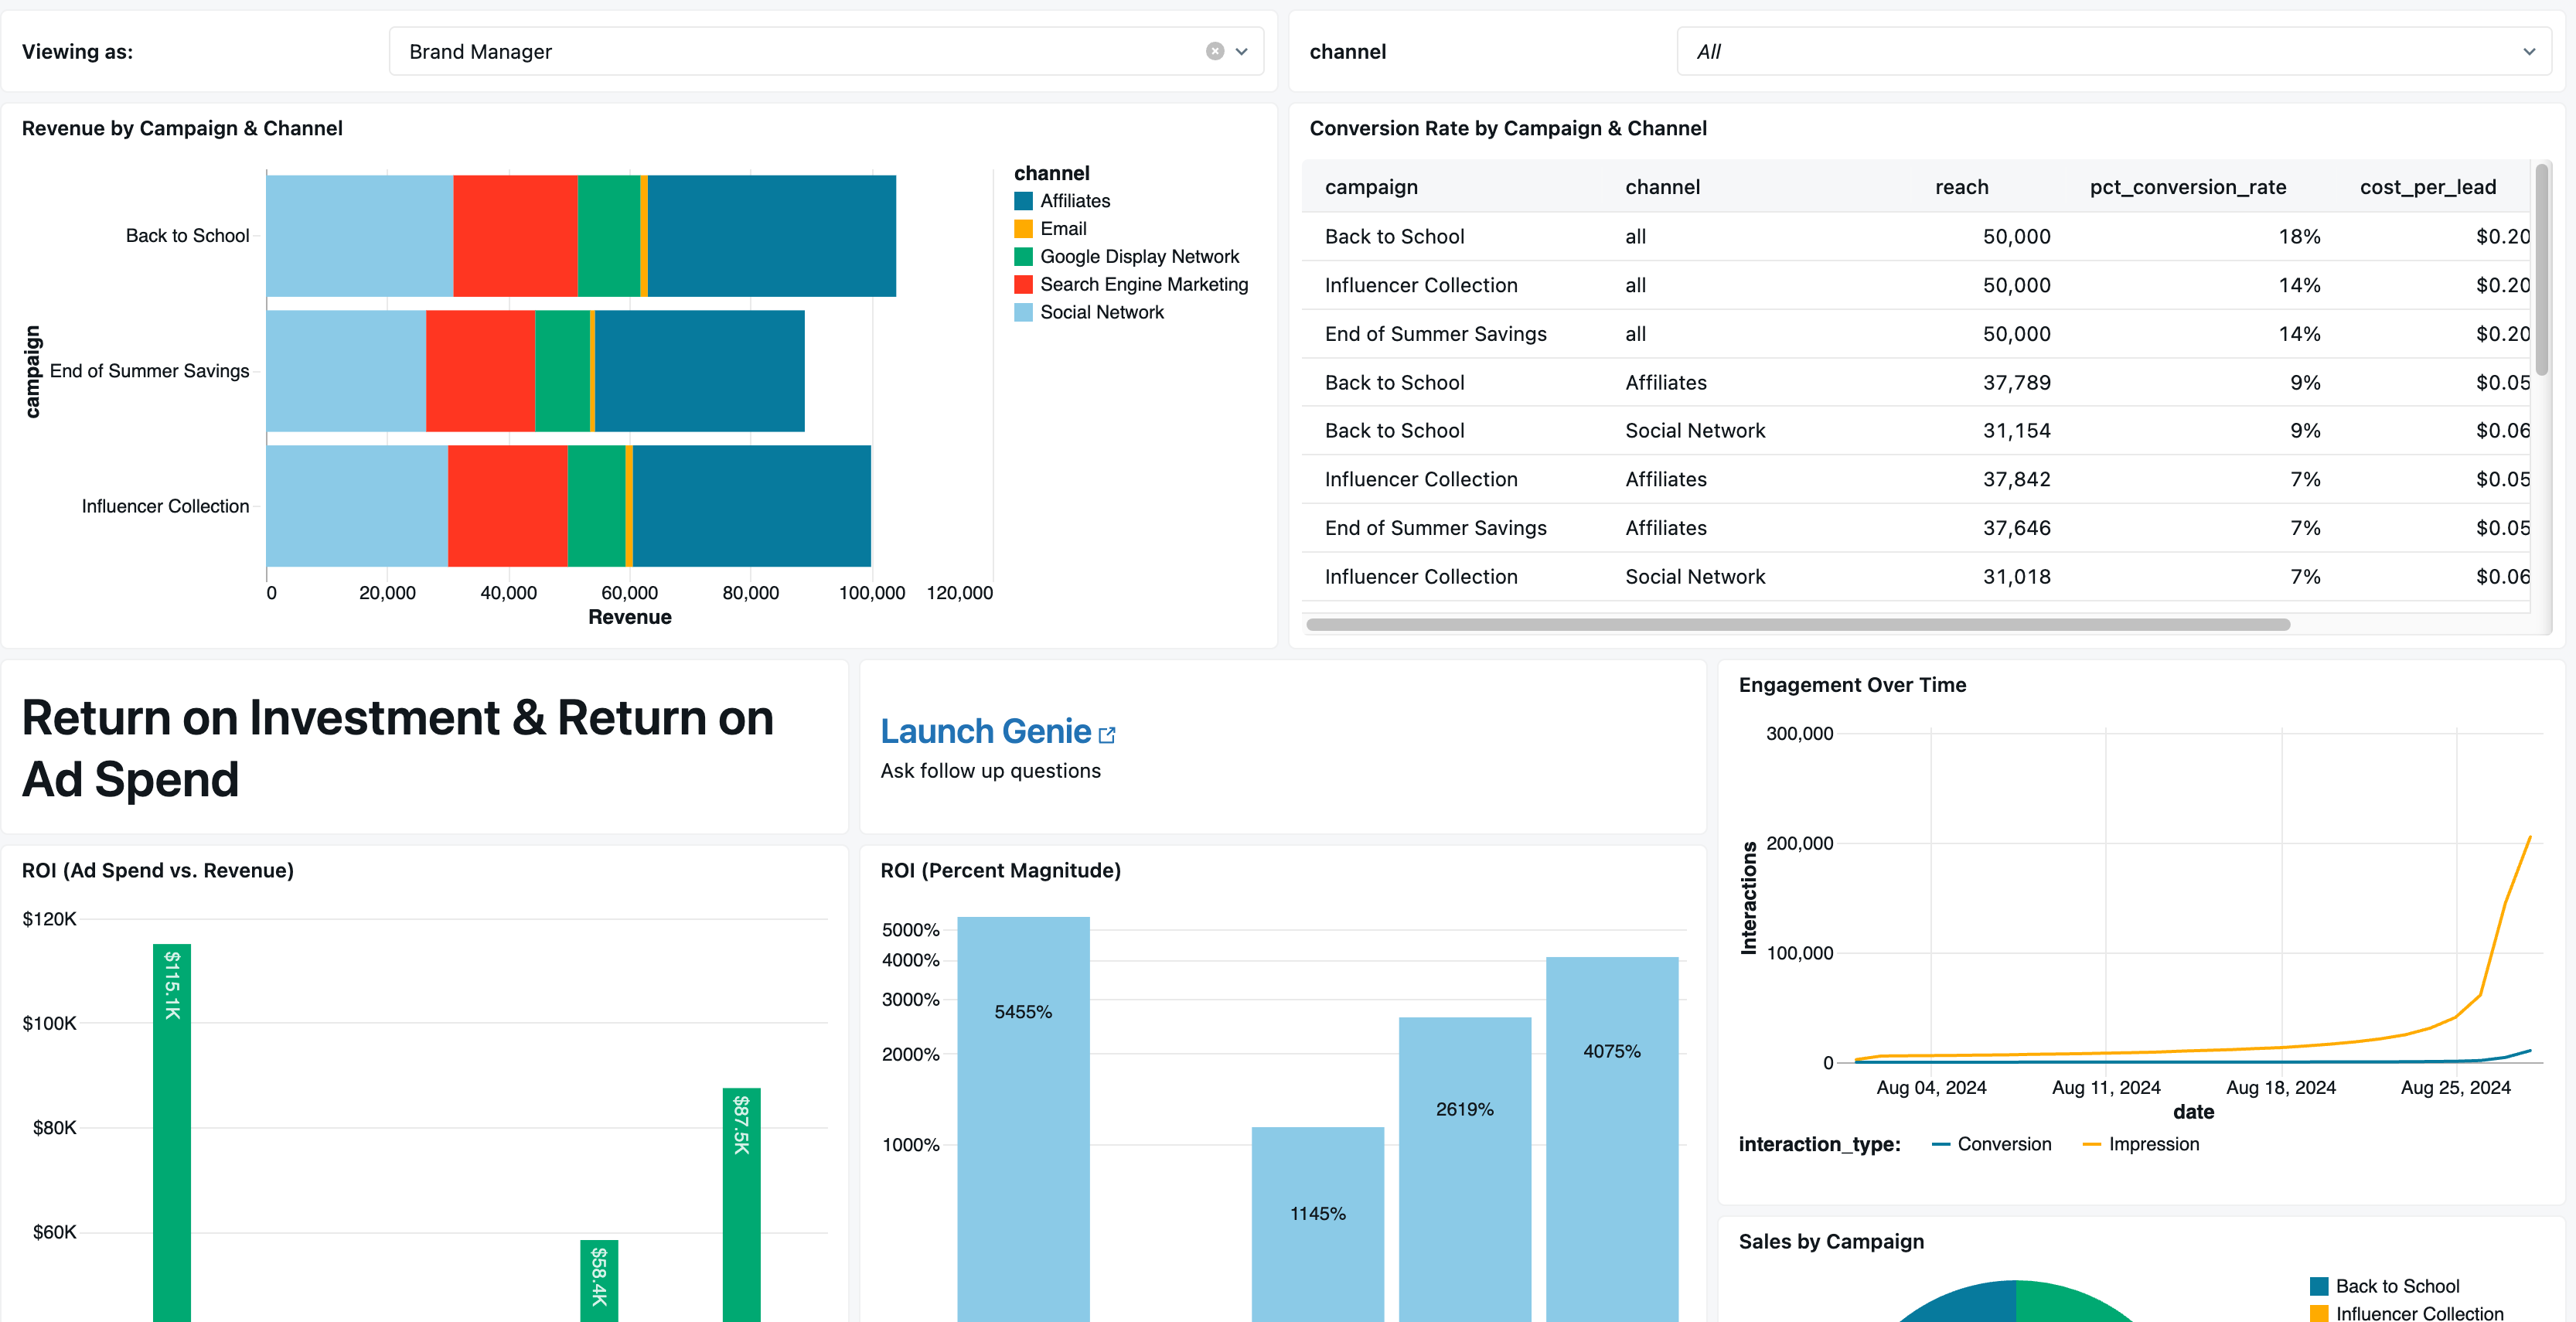 Viewing as:
Brand Manager
channel
All
Revenue by Campaign & Channel
campaign
Back to School
End of Summer Savings
Influencer Collection
0 20,000 40,000 60,000 80,000 100,000 120,000
Revenue
channel
Affiliates
Email
Google Display Network
Search Engine Marketing
Social Network
Conversion Rate by Campaign & Channel
campaign channel reach pct_conversion_rate cost_per_lead
Back to School all 50,000 18% $0.20
Influencer Collection all 50,000 14% $0.20
End of Summer Savings all 50,000 14% $0.20
Back to School Affiliates 37,789 9% $0.05
Back to School Social Network 31,154 9% $0.06
Influencer Collection Affiliates 37,842 7% $0.05
End of Summer Savings Affiliates 37,646 7% $0.05
Influencer Collection Social Network 31,018 7% $0.06
Return on Investment & Return on
Ad Spend
Launch Genie
Ask follow up questions
Engagement Over Time
Interactions
300,000
200,000
100,000
0
Aug 04, 2024 Aug 11, 2024 Aug 18, 2024 Aug 25, 2024
date
interaction_type: Conversion Impression
ROI (Ad Spend vs. Revenue)
$120K
$100K
$80K
$60K
$115.1K
$58.4K
$87.5K
ROI (Percent Magnitude)
5000%
4000%
3000%
2000%
1000%
5455%
1145%
2619%
4075%
Sales by Campaign
Back to School
Influencer Collection